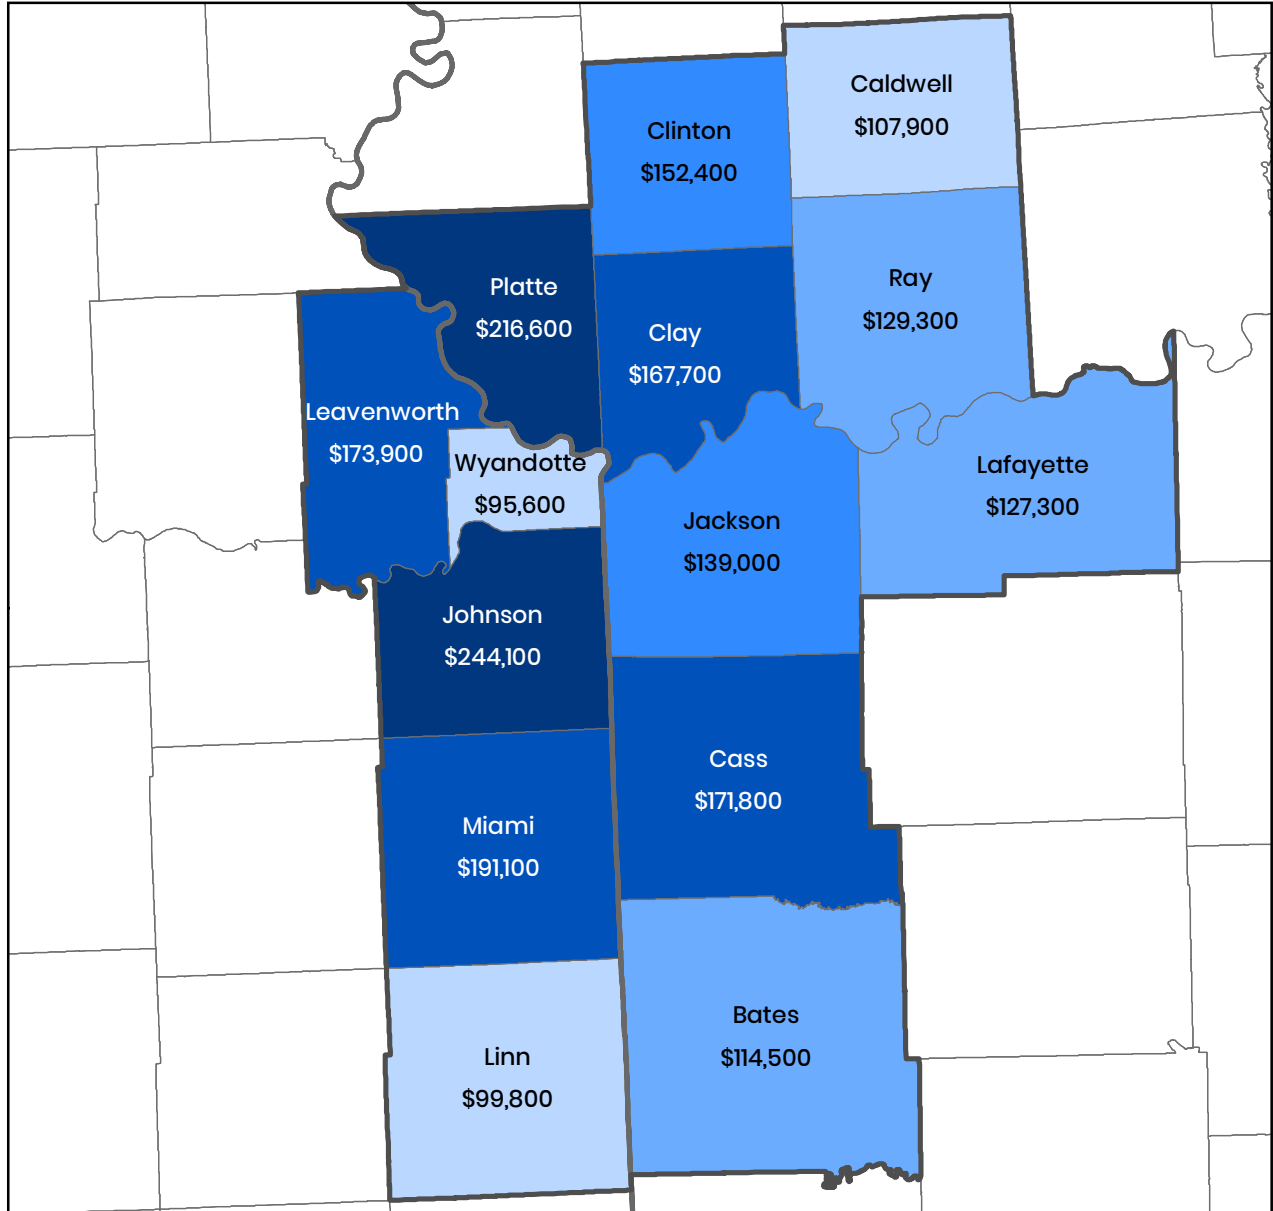 Caldwell
$107,900
Clinton
$152,400
Ray
$129,300
Platte
$216,600
Clay
$167,700
Leavenworth
$173,900
Wyandotte
$95,600
Lafayette
$127,300
Jackson
$139,000
Johnson
$244,100
Cass
$171,800
Miami
$191,100
Bates
$114,500
Linn
$99,800